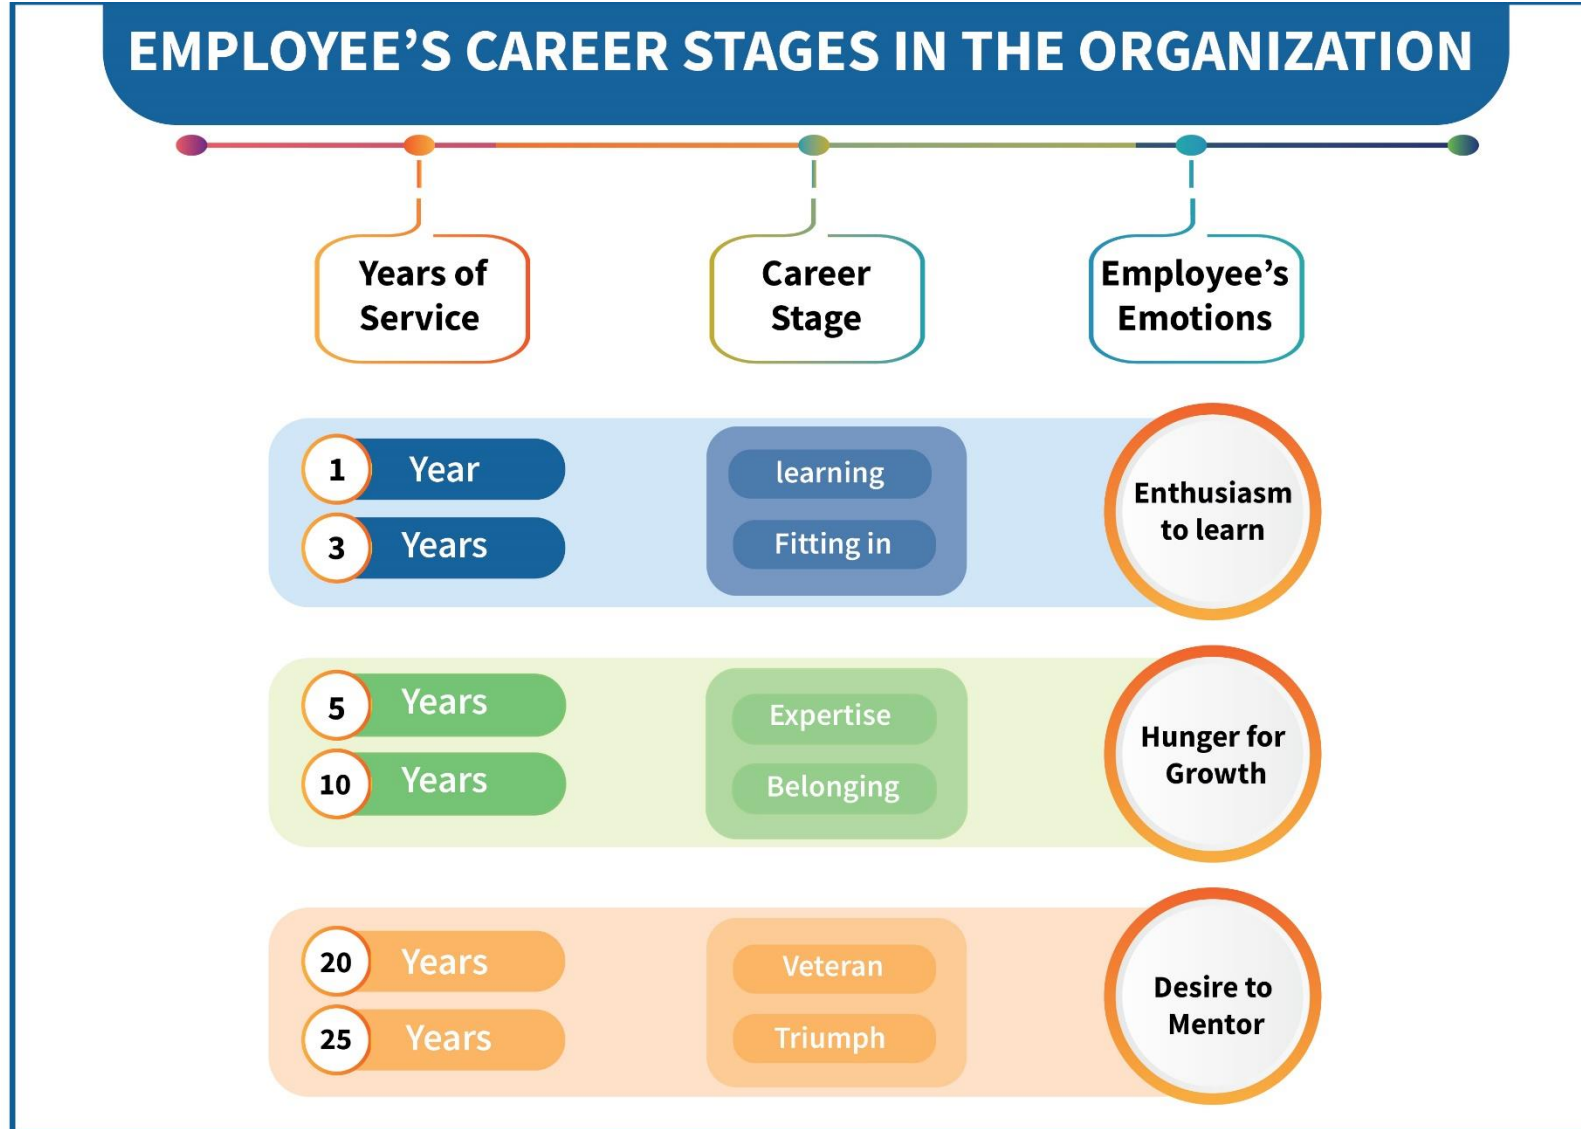 EMPLOYEE’S CAREER STAGES IN THE ORGANIZATION
Years of
Service
Career
Stage
Employee’s
Emotions
1 Year
learning
3 Years
Fitting in
Enthusiasm
to learn
5 Years
Expertise
10 Years
Belonging
Hunger for
Growth
20 Years
Veteran
25 Years
Triumph
Desire to
Mentor